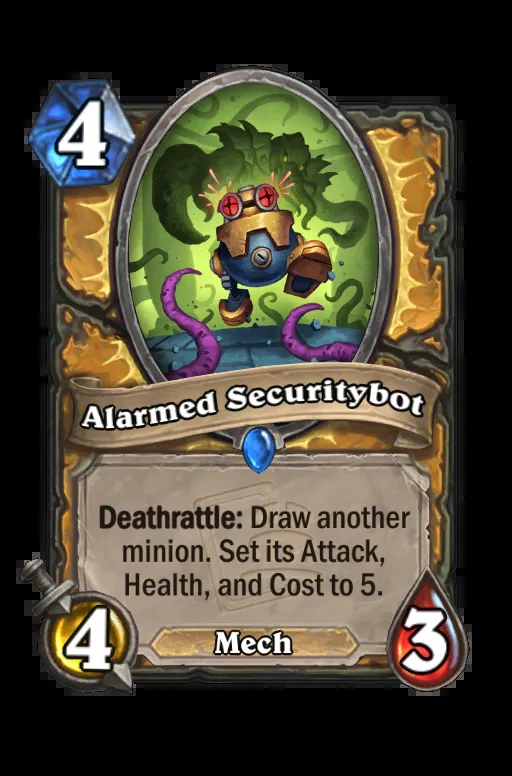 4
Alarmed Securitybot
Deathrattle: Draw another
minion. Set its Attack,
Health, and Cost to 5.
4
Mech
3